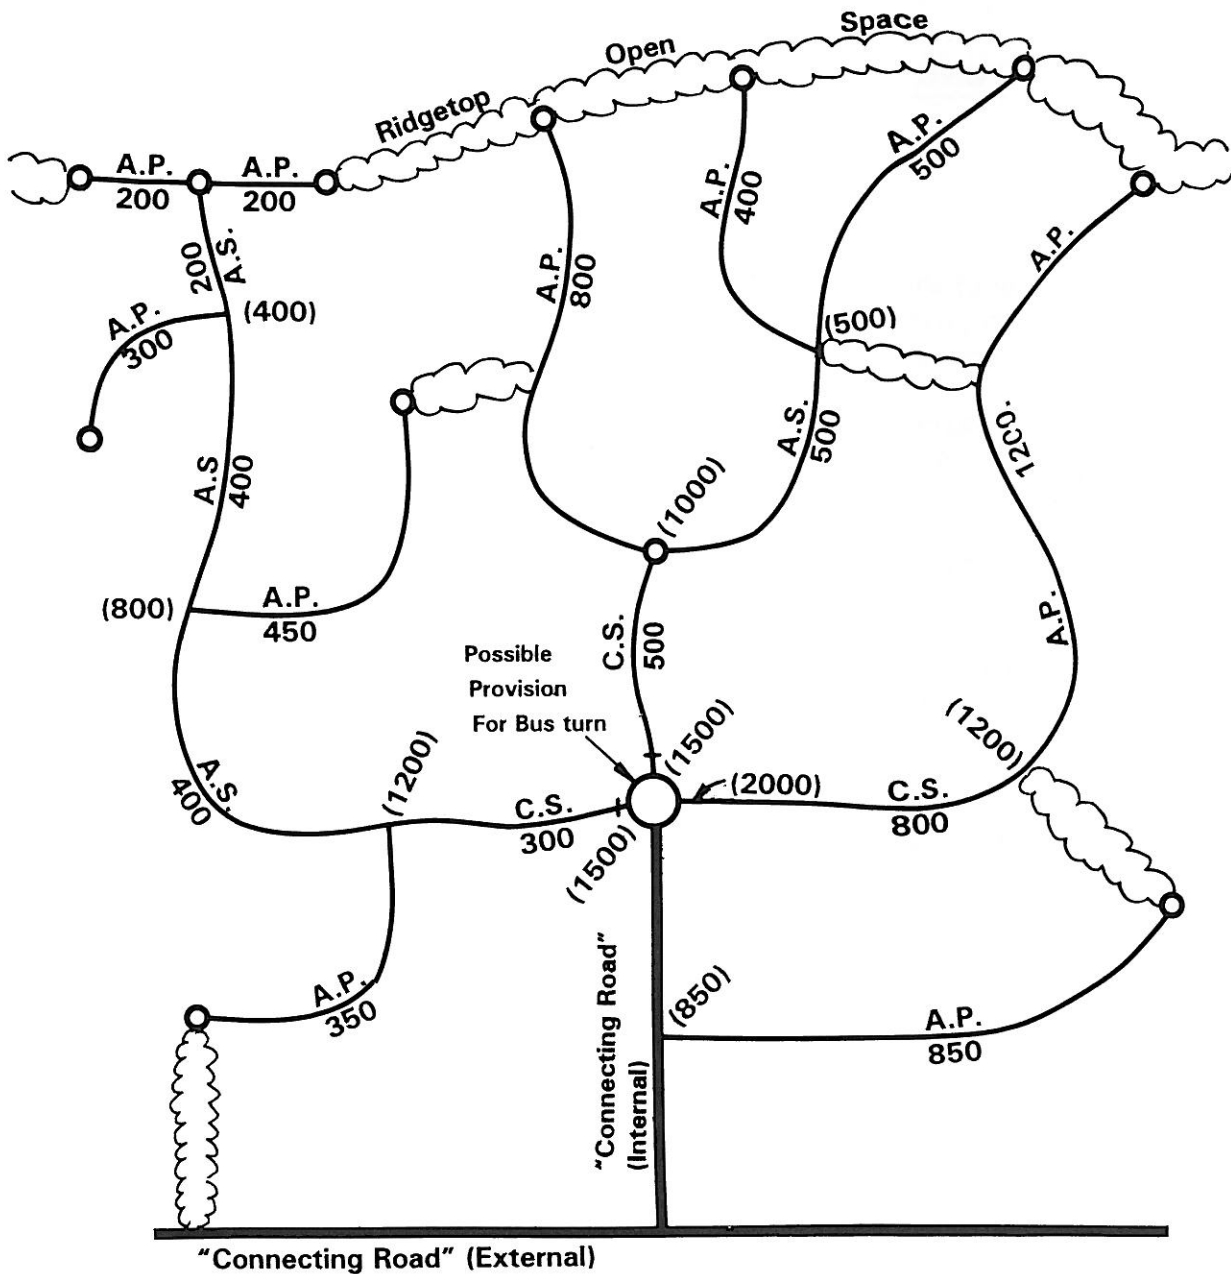 Space
Open
Ridgetop
A.P.
200
A.P.
200
A.P.
500
A.P.
400
A.P.
A.S.
200
A.P.
800
(400)
A.P.
300
(500)
A.S.
500
1200.
A.S
400
(1000)
(800)
A.P.
450
C.S.
500
A.P.
Possible
Provision
For Bus turn
(1500)
(1200)
(1200)
A.S.
400
C.S.
300
(2000)
C.S.
800
(1500)
A.P.
350
"Connecting Road"
(Internal)
(850)
A.P.
850
"Connecting Road" (External)